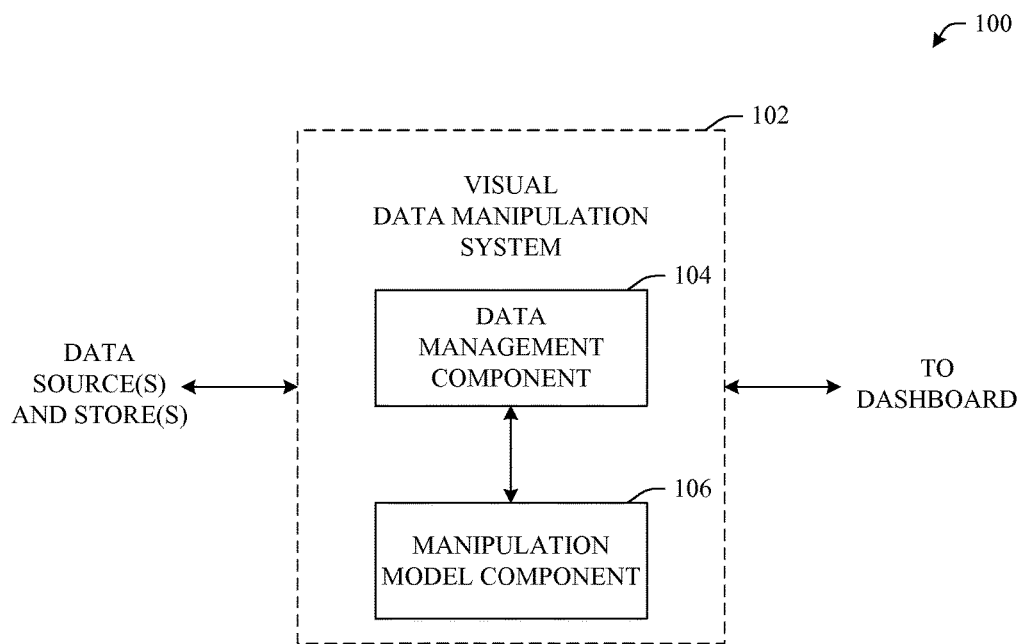 100
102
VISUAL
DATA MANIPULATION
SYSTEM
104
DATA
MANAGEMENT
COMPONENT
DATA
SOURCE(S)
AND STORE(S)
TO
DASHBOARD
106
MANIPULATION
MODEL COMPONENT